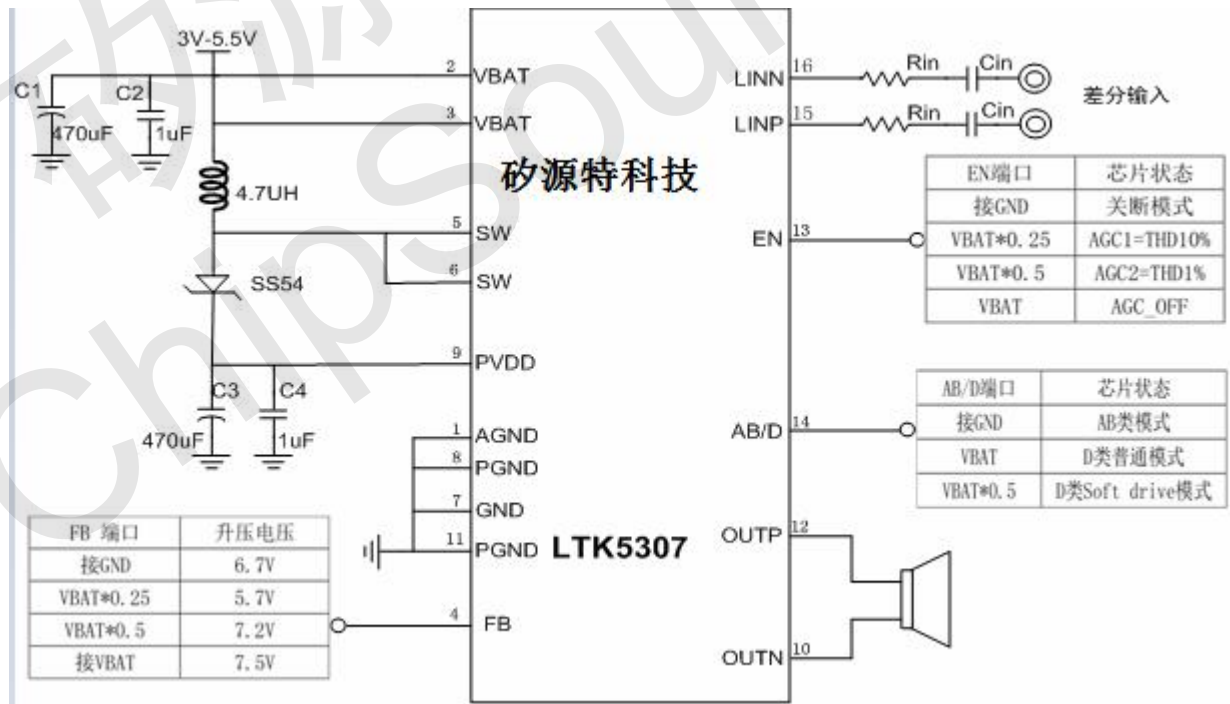 3V-5.5V
C1
C2
470uF
1uF
4.7UH
SS54
C3
C4
470uF
1uF
2
VBAT
3
VBAT
5
SW
6
SW
9
PVDD
1
AGND
8
PGND
7
GND
11
PGND
4
FB
矽源特科技
LTK5307
LINN
16
Rin
Cin
LINP
15
Rin
Cin
差分输入
EN
13
AB/D
14
OUTP
12
OUTN
10
EN端口 芯片状态
接GND 关断模式
VBAT*0.25 AGC1=THD10%
VBAT*0.5 AGC2=THD1%
VBAT AGC_OFF
AB/D端口 芯片状态
接GND AB类模式
VBAT D类普通模式
VBAT*0.5 D类Soft drive模式
FB 端口 升压电压
接GND 6.7V
VBAT*0.25 5.7V
VBAT*0.5 7.2V
接VBAT 7.5V
ChipSour